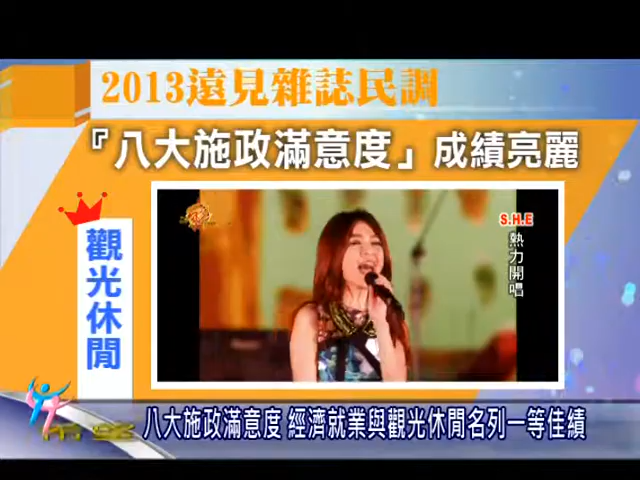 2013遠見雜誌民調
『八大施政滿意度」成績亮麗
觀光休閒
S.H.E
熱力開唱
八大施政滿意度 經濟就業與觀光休閒名列一等佳績